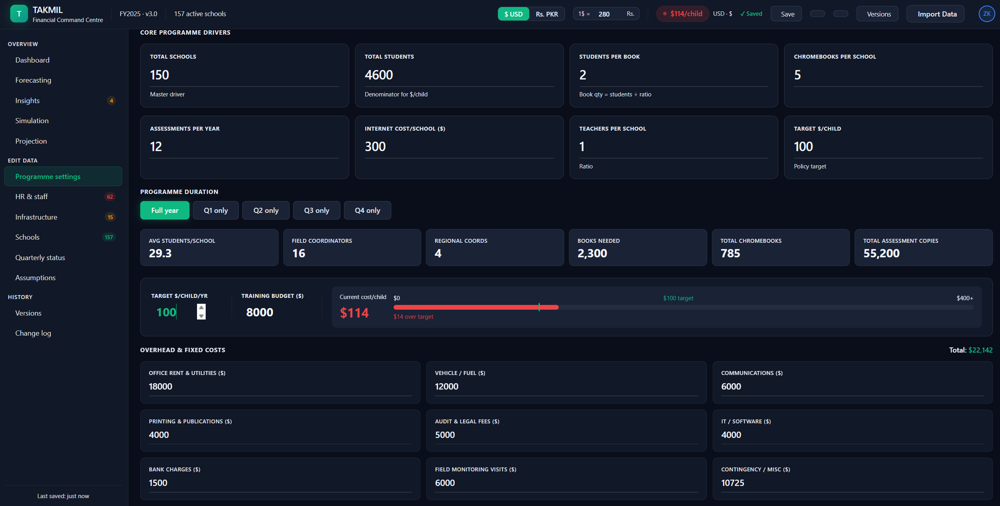 T
TAKMIL
Financial Command Centre
FY2025 · v3.0
157 active schools
$ USD
Rs. PKR
1$ =
280
Rs.
$114/child
USD · $
✓ Saved
Save
Versions
Import Data
ZK
OVERVIEW
Dashboard
Forecasting
Insights
4
Simulation
Projection
EDIT DATA
Programme settings
HR & staff
62
Infrastructure
15
Schools
157
Quarterly status
Assumptions
HISTORY
Versions
Change log
Last saved: just now
CORE PROGRAMME DRIVERS
TOTAL SCHOOLS
150
Master driver
TOTAL STUDENTS
4600
Denominator for $/child
STUDENTS PER BOOK
2
Book qty = students ÷ ratio
CHROMEBOOKS PER SCHOOL
5
ASSESSMENTS PER YEAR
12
INTERNET COST/SCHOOL ($)
300
TEACHERS PER SCHOOL
1
Ratio
TARGET $/CHILD
100
Policy target
PROGRAMME DURATION
Full year
Q1 only
Q2 only
Q3 only
Q4 only
AVG STUDENTS/SCHOOL
29.3
FIELD COORDINATORS
16
REGIONAL COORDS
4
BOOKS NEEDED
2,300
TOTAL CHROMEBOOKS
785
TOTAL ASSESSMENT COPIES
55,200
TARGET $/CHILD/YR
100
TRAINING BUDGET ($)
8000
Current cost/child
$114
$0
$100 target
$400+
$14 over target
OVERHEAD & FIXED COSTS
Total: $22,142
OFFICE RENT & UTILITIES ($)
18000
VEHICLE / FUEL ($)
12000
COMMUNICATIONS ($)
6000
PRINTING & PUBLICATIONS ($)
4000
AUDIT & LEGAL FEES ($)
5000
IT / SOFTWARE ($)
4000
BANK CHARGES ($)
1500
FIELD MONITORING VISITS ($)
6000
CONTINGENCY / MISC ($)
10725